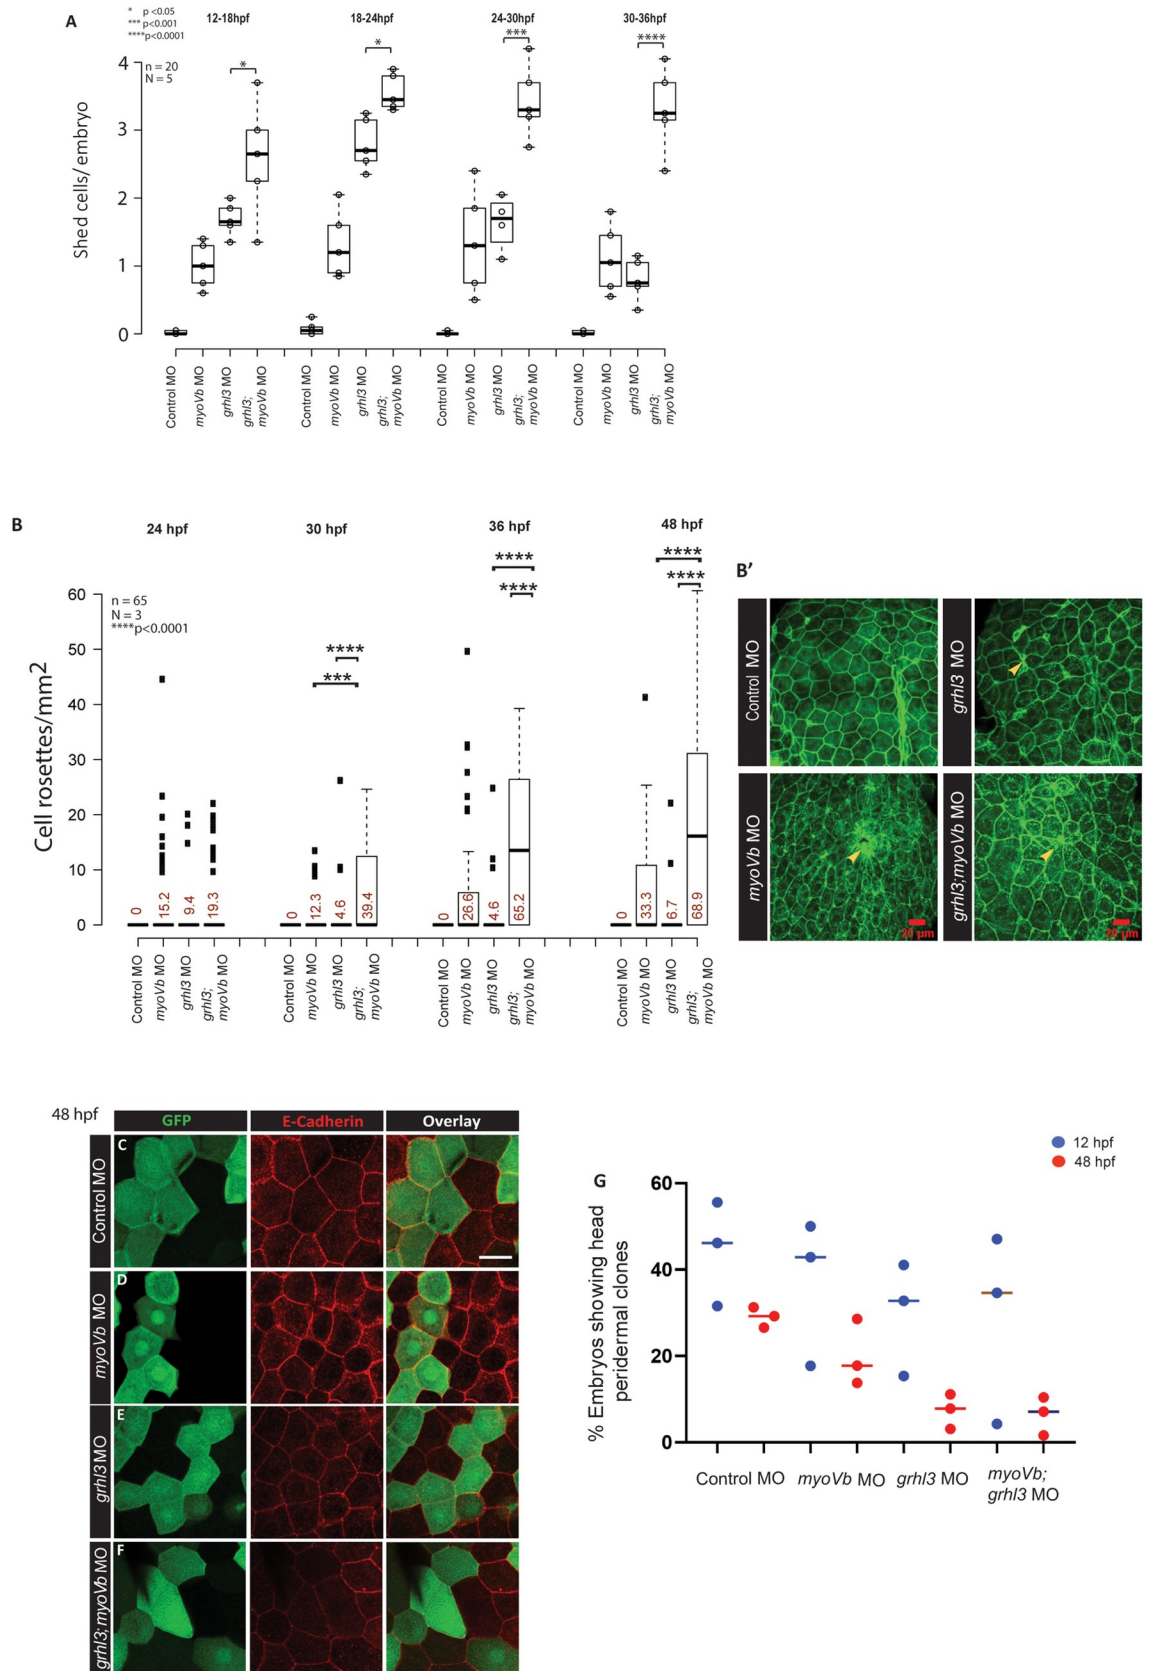 A
* p <0.05
*** p<0.001
****p<0.0001
12-18hpf
18-24hpf
24-30hpf
30-36hpf
n = 20
N = 5
*
*
***
****
Shed cells/ embryo
4
3
2
1
0
Control MO
myoVb MO
grhl3 MO
grhl3;
myoVb MO
Control MO
myoVb MO
grhl3 MO
grhl3;
myoVb MO
Control MO
myoVb MO
grhl3 MO
grhl3;
myoVb MO
Control MO
myoVb MO
grhl3 MO
grhl3;
myoVb MO
B
24 hpf
30 hpf
36 hpf
48 hpf
n = 65
N = 3
****p<0.0001
****
***
****
****
****
****
Cell rosettes/mm2
60
50
40
30
20
10
0
0
15.2
9.4
19.3
0
12.3
4.6
39.4
0
26.6
4.6
65.2
0
33.3
6.7
68.9
Control MO
myoVb MO
grhl3 MO
grhl3;
myoVb MO
Control MO
myoVb MO
grhl3 MO
grhl3;
myoVb MO
Control MO
myoVb MO
grhl3 MO
grhl3;
myoVb MO
Control MO
myoVb MO
grhl3 MO
grhl3;
myoVb MO
B’
Control MO
grhl3 MO
myoVb MO
grhl3;myoVb MO
20 µm
20 µm
48 hpf
GFP
E-Cadherin
Overlay
C
Control MO
D
myoVb MO
E
grhl3MO
F
grhl3; myoVb MO
G
12 hpf
48 hpf
% Embryos showing head
peridermal clones
60
40
20
0
Control MO
myoVb MO
grhl3 MO
myoVb;
grhl3 MO